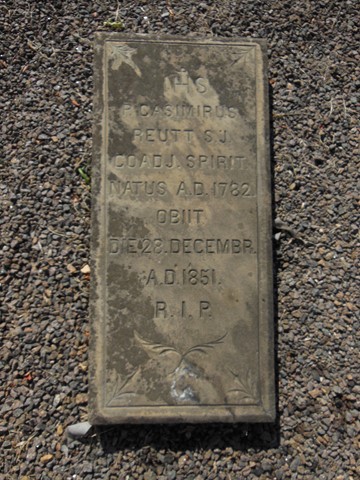 IHS
P. CASIMIRUS
REUTT S.J.
COADJ. SPIRIT.
NATUS A.D. 1782.
OBIIT
DIE 28. DECEMBR.
A.D. 1851.
R.I.P.